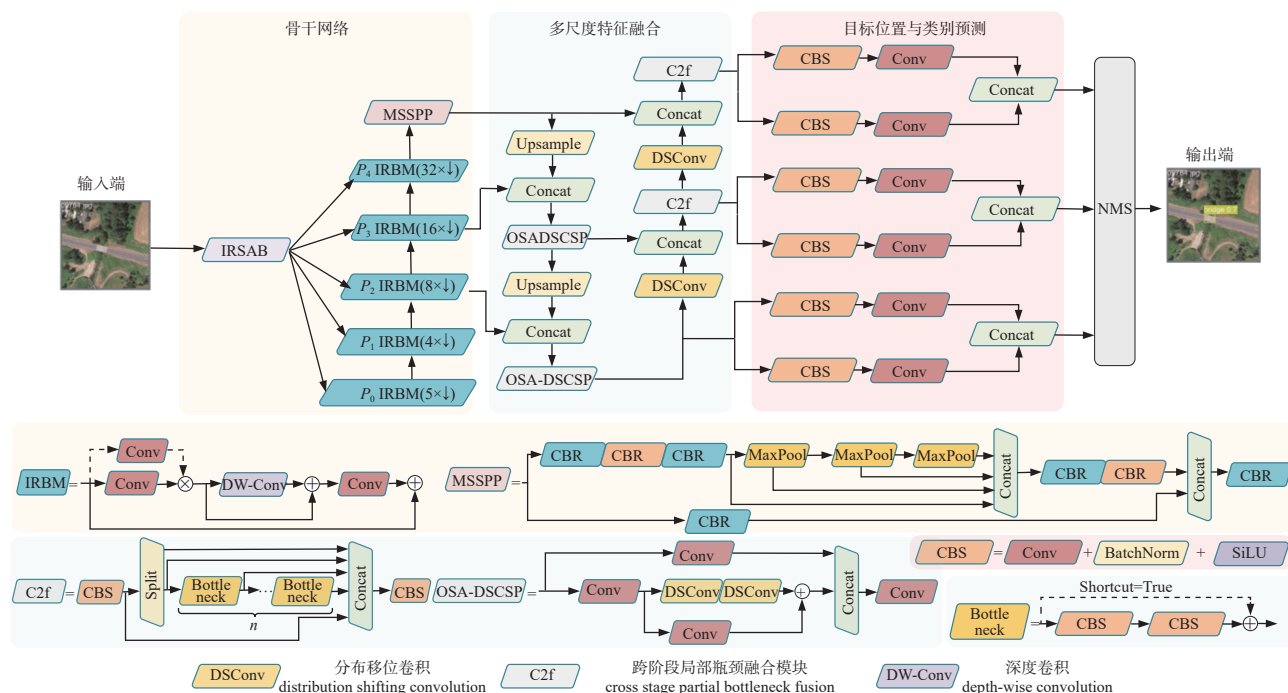 骨干网络
多尺度特征融合
目标位置与类别预测
输入端
IRSAB
MSSPP
P4 IRBM(32×↓)
P3 IRBM(16×↓)
P2 IRBM(8×↓)
P1 IRBM(4×↓)
P0 IRBM(5×↓)
Upsample
Concat
OSADSCSP
Upsample
Concat
OSA-DSCSP
C2f
Concat
DSConv
C2f
Concat
DSConv
CBS Conv
CBS Conv
Concat
CBS Conv
CBS Conv
Concat
CBS Conv
CBS Conv
Concat
NMS
输出端
IRBM=
Conv
Conv
⊗
DW-Conv
⊕
Conv
⊕
MSSPP=
CBR CBR CBR MaxPool MaxPool MaxPool
Concat
CBR CBR
CBR
Concat
CBR
C2f = CBS
Split
Bottle
neck
...
Bottle
neck
n
Concat
CBS
OSA-DSCSP=
Conv
Conv
DSConv DSConv
⊕
Conv
Concat
Conv
CBS =Conv +BatchNorm + SiLU
Shortcut=True
Bottle
neck
=
CBS CBS
⊕
DSConv
分布移位卷积
distribution shifting convolution
C2f
跨阶段局部瓶颈融合模块
cross stage partial bottleneck fusion
DW-Conv
深度卷积
depth-wise convolution